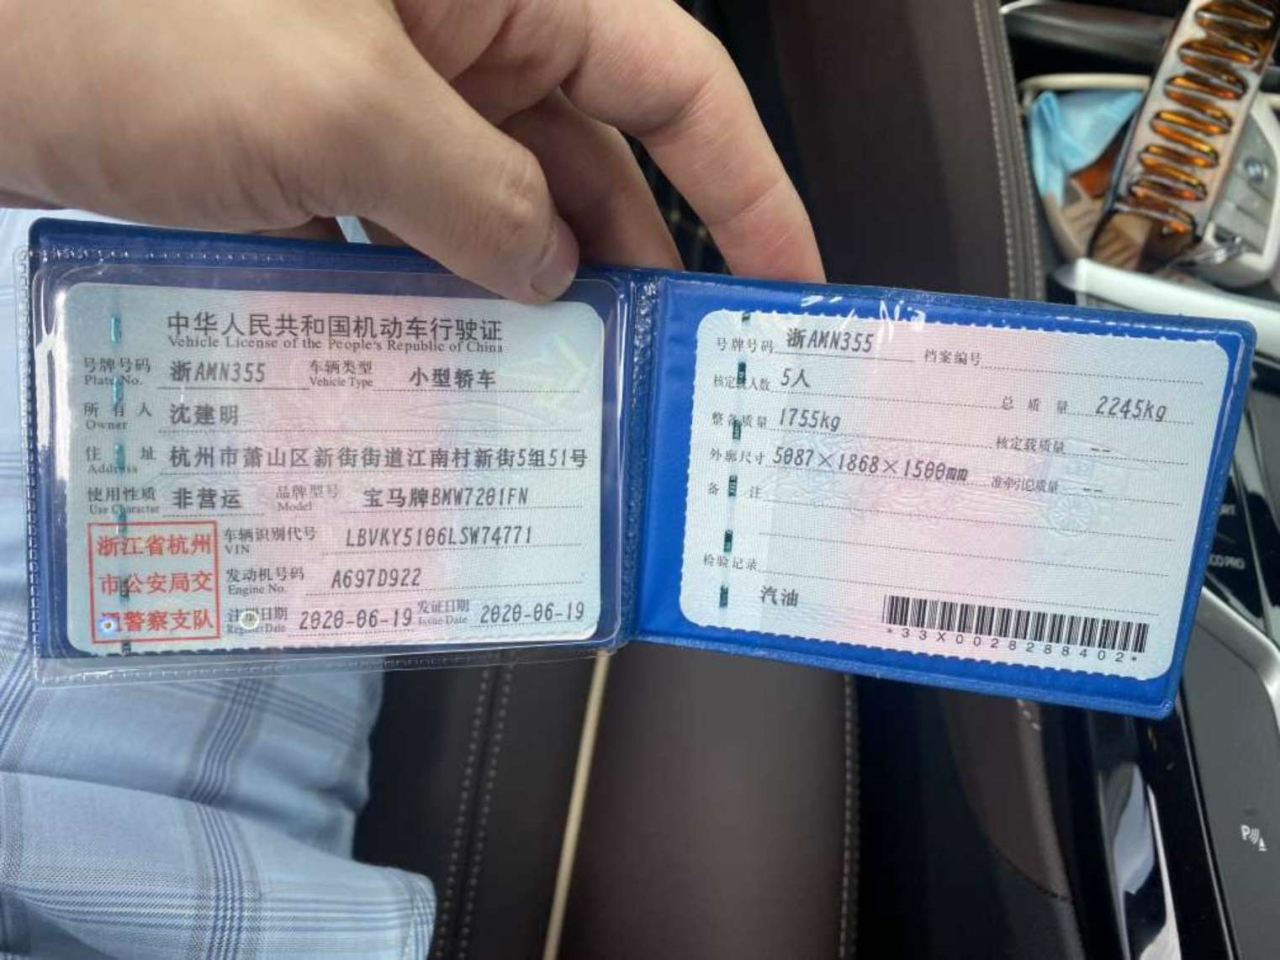 中华人民共和国机动车行驶证
Vehicle License of the People's Republic of China
号牌号码 浙AMN355 车辆类型 小型轿车
Plate No. Vehicle Type
所有人 沈建明
Owner
住址 杭州市萧山区新街街道江南村新街5组51号
Address
使用性质 非营运 品牌型号 宝马牌BMW7201FN
Use Character Model
浙江省杭州
市公安局交
警察支队
车辆识别代号 LBVKY5106LSW74771
VIN
发动机号码 A697D922
Engine No.
注册日期 2020-06-19 发证日期 2020-06-19
Register Date Issue Date
号牌号码 浙AMN355 档案编号
核定载人数 5人 总质量 2245kg
整备质量 1755kg 核定载质量 --
外廓尺寸 5087×1868×1500mm 准牵引总质量 --
备注
检验记录
汽油
*33X0028288402*
P